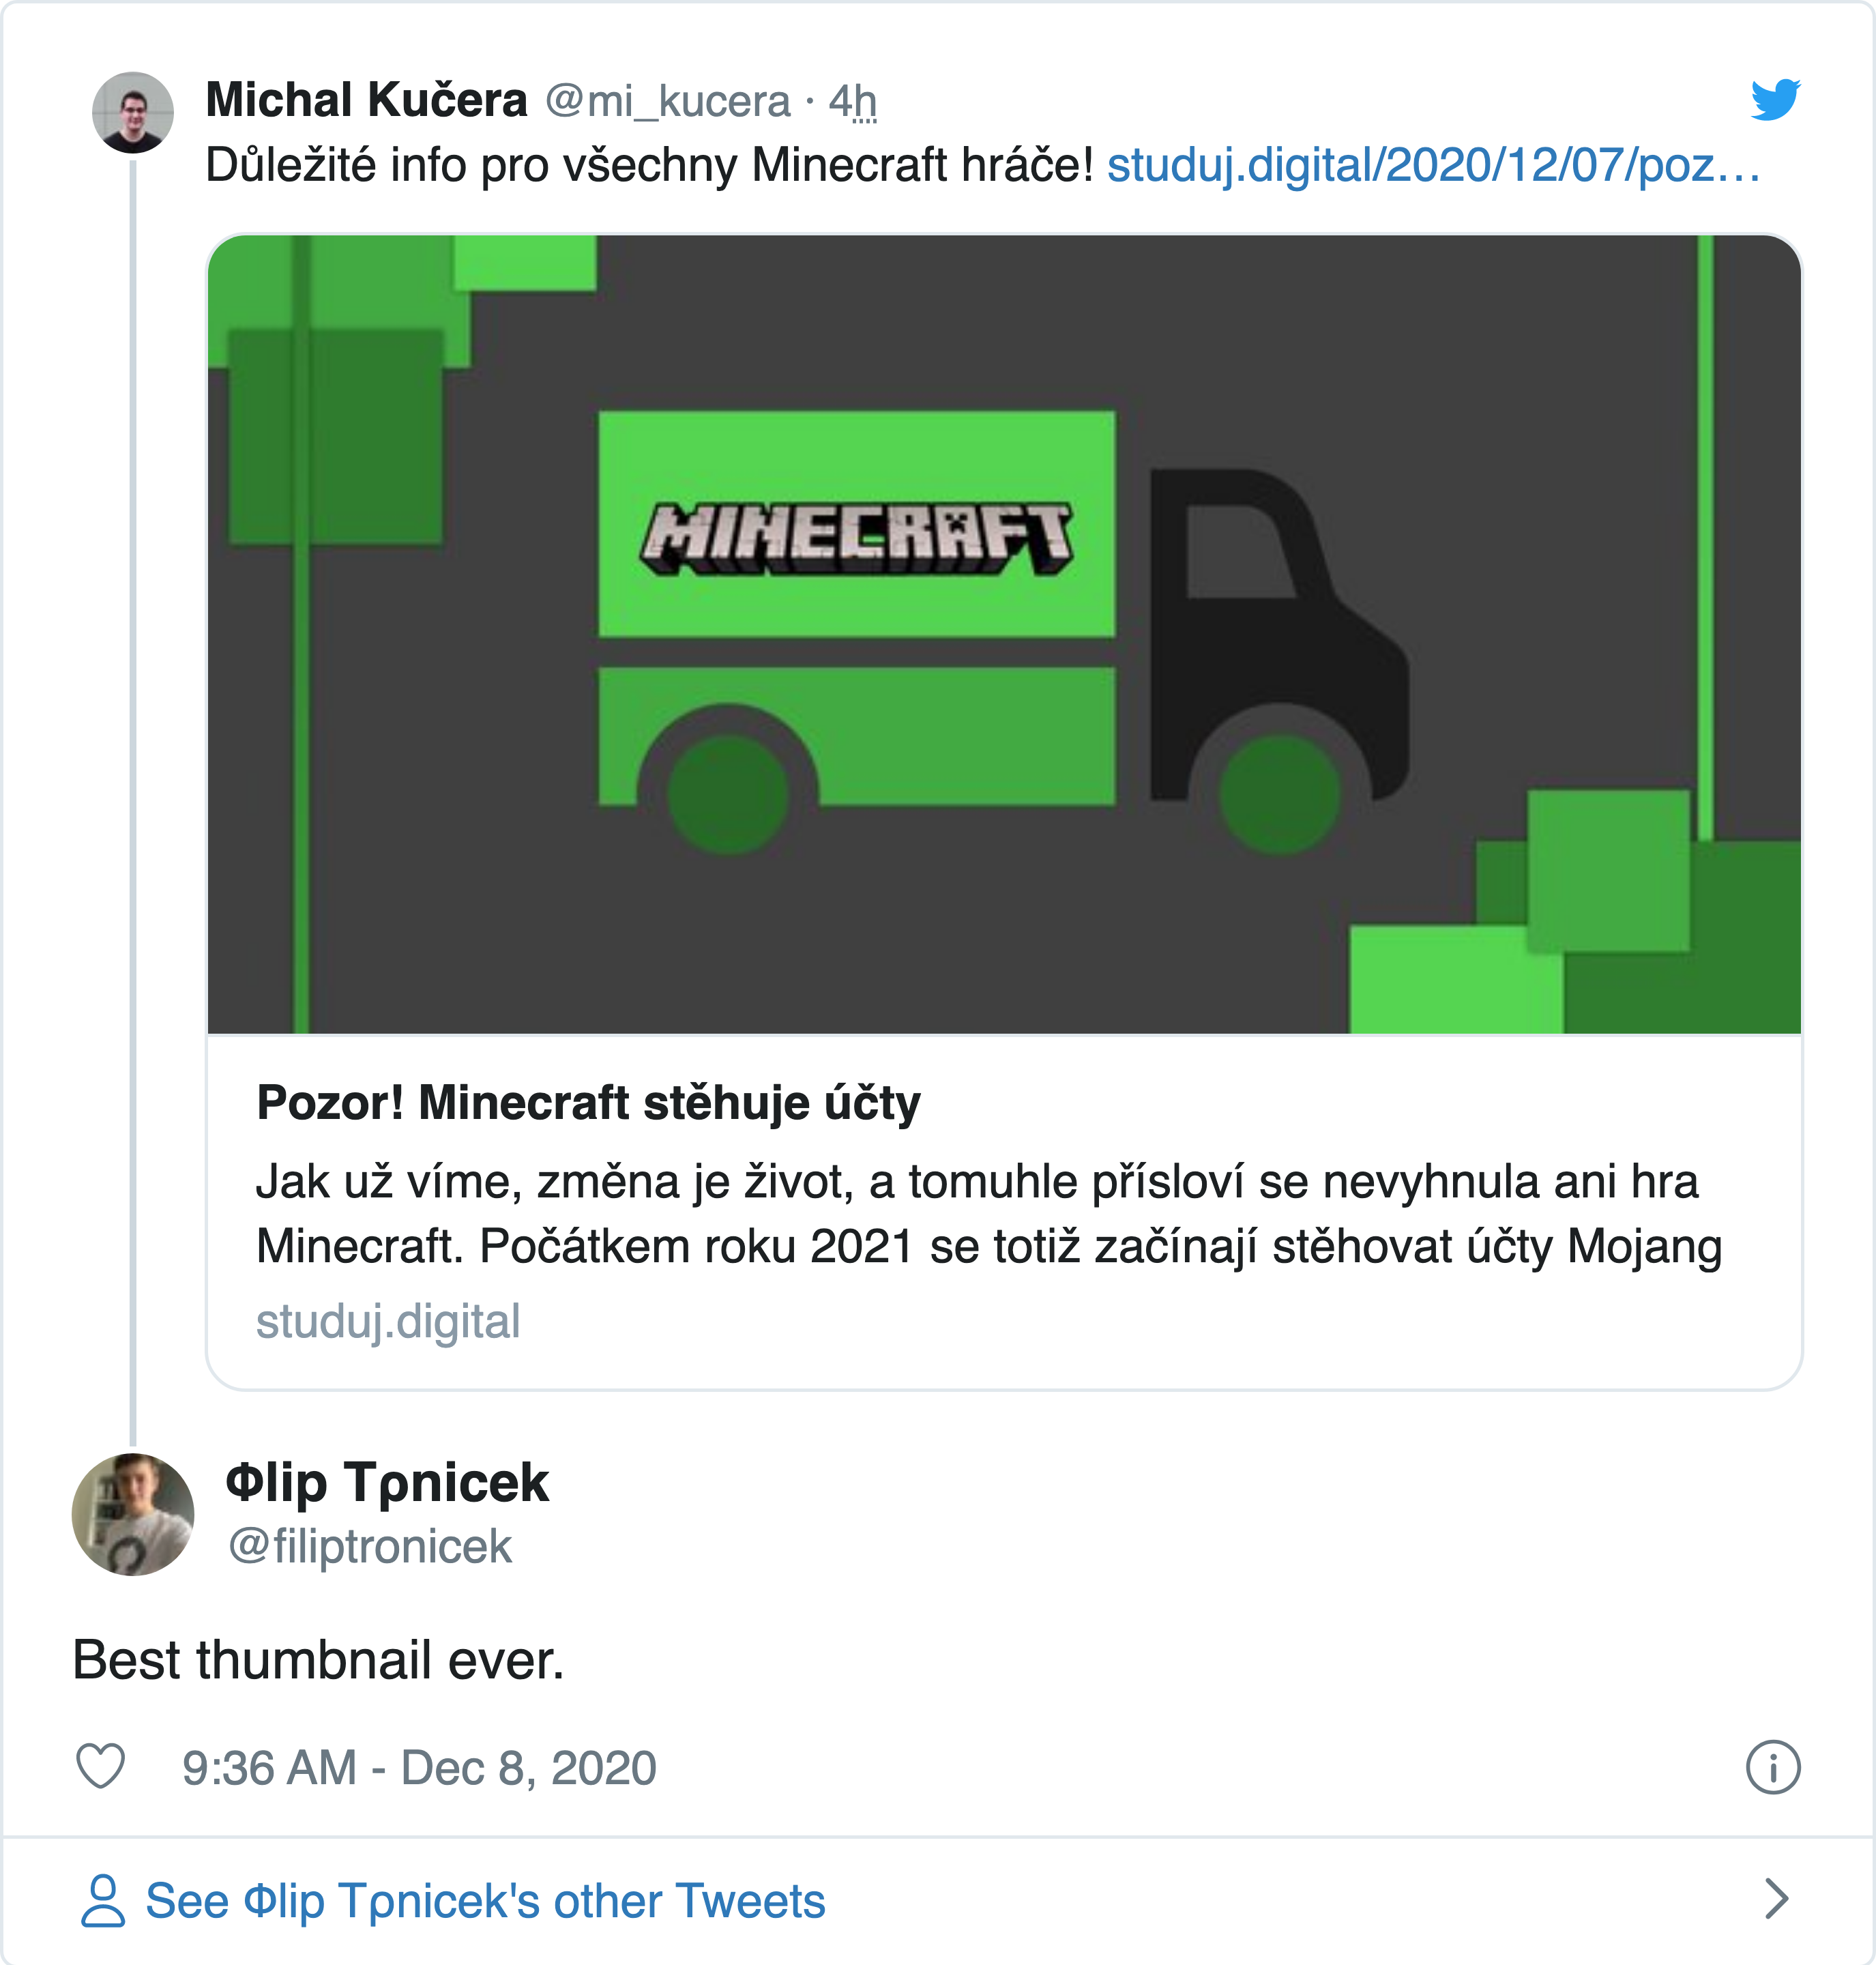 Michal Kučera @mi_kucera · 4h
Důležité info pro všechny Minecraft hráče! studuj.digital/2020/12/07/poz…
MINECRAFT
Pozor! Minecraft stěhuje účty
Jak už víme, změna je život, a tomuhle přísloví se nevyhnula ani hra
Minecraft. Počátkem roku 2021 se totiž začínají stěhovat účty Mojang
studuj.digital
Φlip Tρnicek
@filiptronicek
Best thumbnail ever.
9:36 AM - Dec 8, 2020
See Φlip Tρnicek's other Tweets